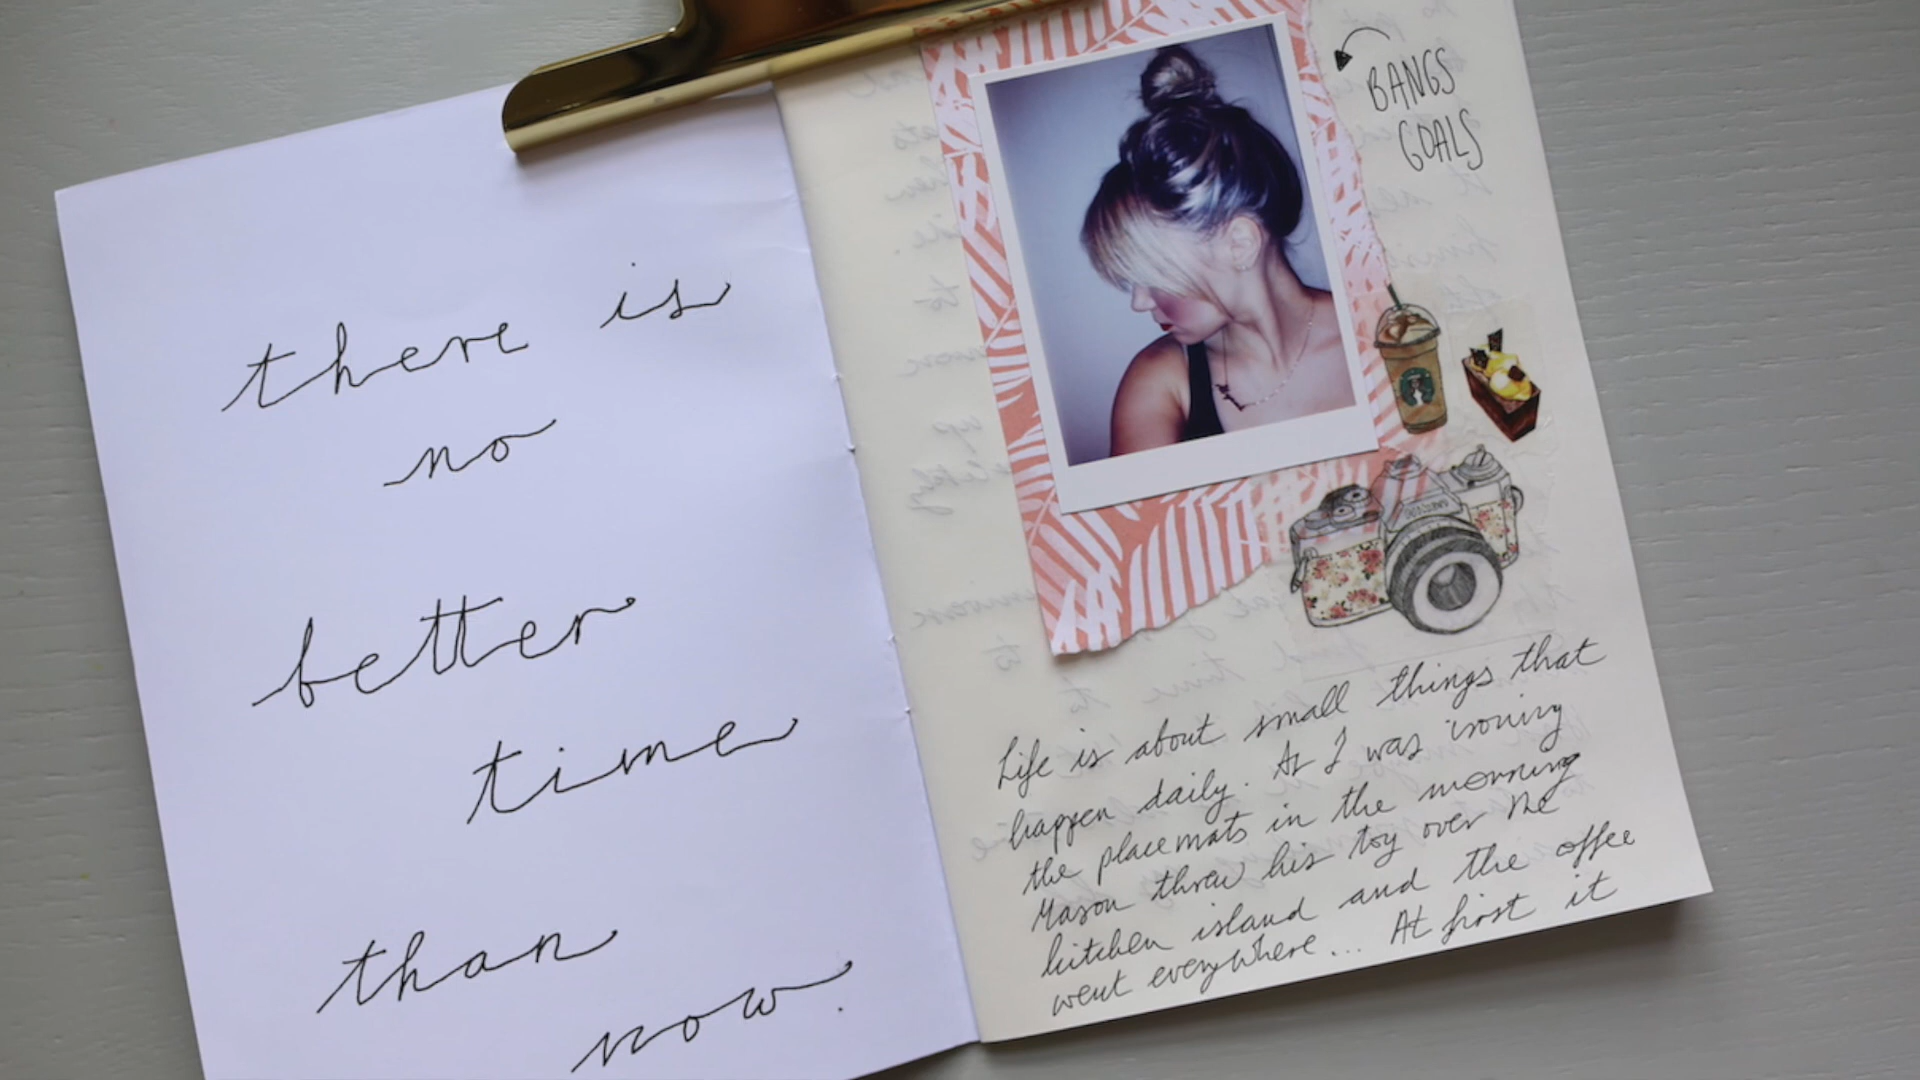 there is
no
better
time
than
now.
BANGS
GOALS
Life is about small things that
happen daily. As I was ironing
the placemats in the morning
Mason threw his toy over the
kitchen island and the offee
went everywhere... At first it